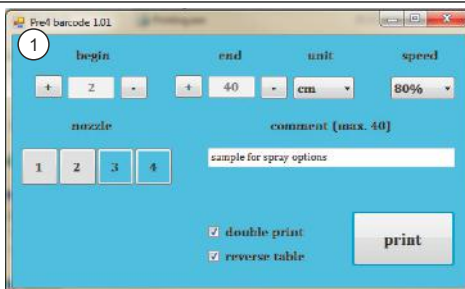 Pre4 barcode 1.01
1
begin end unit speed
+ 2 - + 40 - cm 80%
nozzle comment (max. 40)
1 2 3 4 sample for spray options
double print
reverse table
print